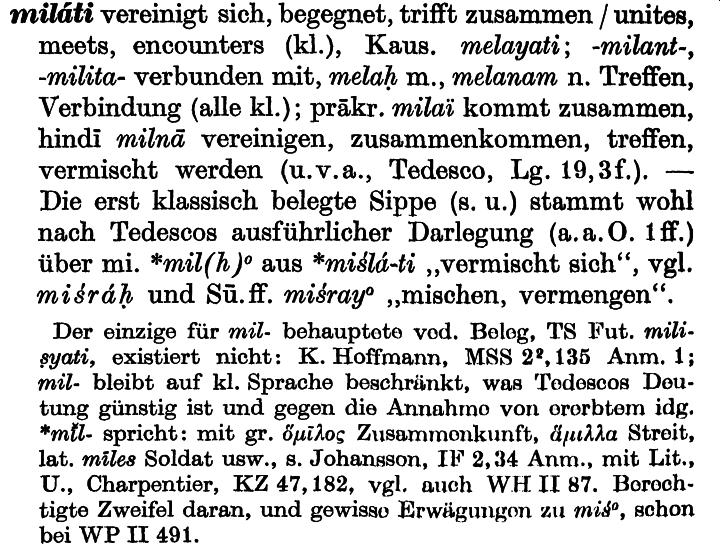 miláti vereinigt sich, begegnet, trifft zusammen / unites,
meets, encounters (kl.), Kaus. melayati; -milant-,
-milita- verbunden mit, melaḥ m., melanam n. Treffen,
Verbindung (alle kl.); prākr. milaï kommt zusammen,
hindī milnā vereinigen, zusammenkommen, treffen,
vermischt werden (u.v.a., Tedesco, Lg. 19,3f.). —
Die erst klassisch belegte Sippe (s. u.) stammt wohl
nach Tedescos ausführlicher Darlegung (a.a.O. 1ff.)
über mi. *mil(h)° aus *miślá-ti „vermischt sich“, vgl.
miśráḥ und Sū.ff. miśray° „mischen, vermengen“.
Der einzige für mil- behauptete ved. Beleg, TS Fut. mili-
ṣyati, existiert nicht: K. Hoffmann, MSS 2²,135 Anm. 1;
mil- bleibt auf kl. Sprache beschränkt, was Tedescos Deu-
tung günstig ist und gegen die Annahme von ererbtem idg.
*mīl- spricht: mit gr. ὅμῑλος Zusammenkunft, ἅμιλλα Streit,
lat. mīles Soldat usw., s. Johansson, IF 2,34 Anm., mit Lit.,
U., Charpentier, KZ 47,182, vgl. auch WH II 87. Berech-
tigte Zweifel daran, und gewisse Erwägungen zu miś°, schon
bei WP II 491.